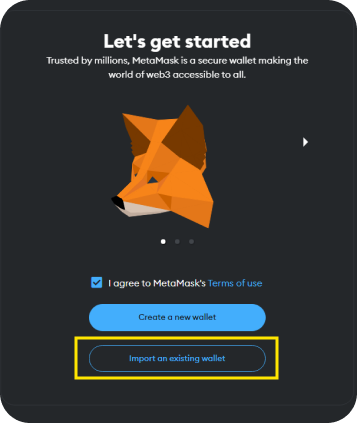 Let's get started
Trusted by millions, MetaMask is a secure wallet making the
world of web3 accessible to all.
I agree to MetaMask's Terms of use
Create a new wallet
Import an existing wallet